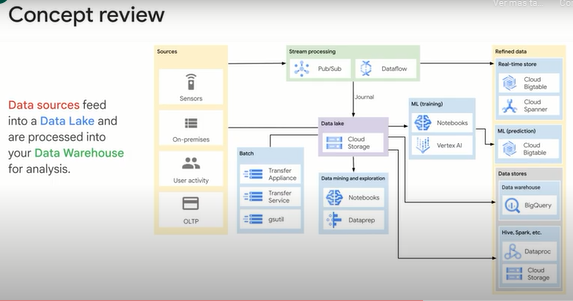 Concept review
Data sources feed
into a Data Lake and
are processed into
your Data Warehouse
for analysis.
Sources
Sensors
On-premises
User activity
OLTP
Stream processing
Pub/Sub
Dataflow
Journal
Data lake
Cloud
Storage
Batch
Transfer
Appliance
Transfer
Service
gsutil
Data mining and exploration
Notebooks
Dataprep
ML (training)
Notebooks
Vertex AI
Refined data
Real-time store
Cloud
Bigtable
Cloud
Spanner
ML (prediction)
Cloud
Bigtable
Data stores
Data warehouse
BigQuery
Hive, Spark, etc.
Dataproc
Cloud
Storage